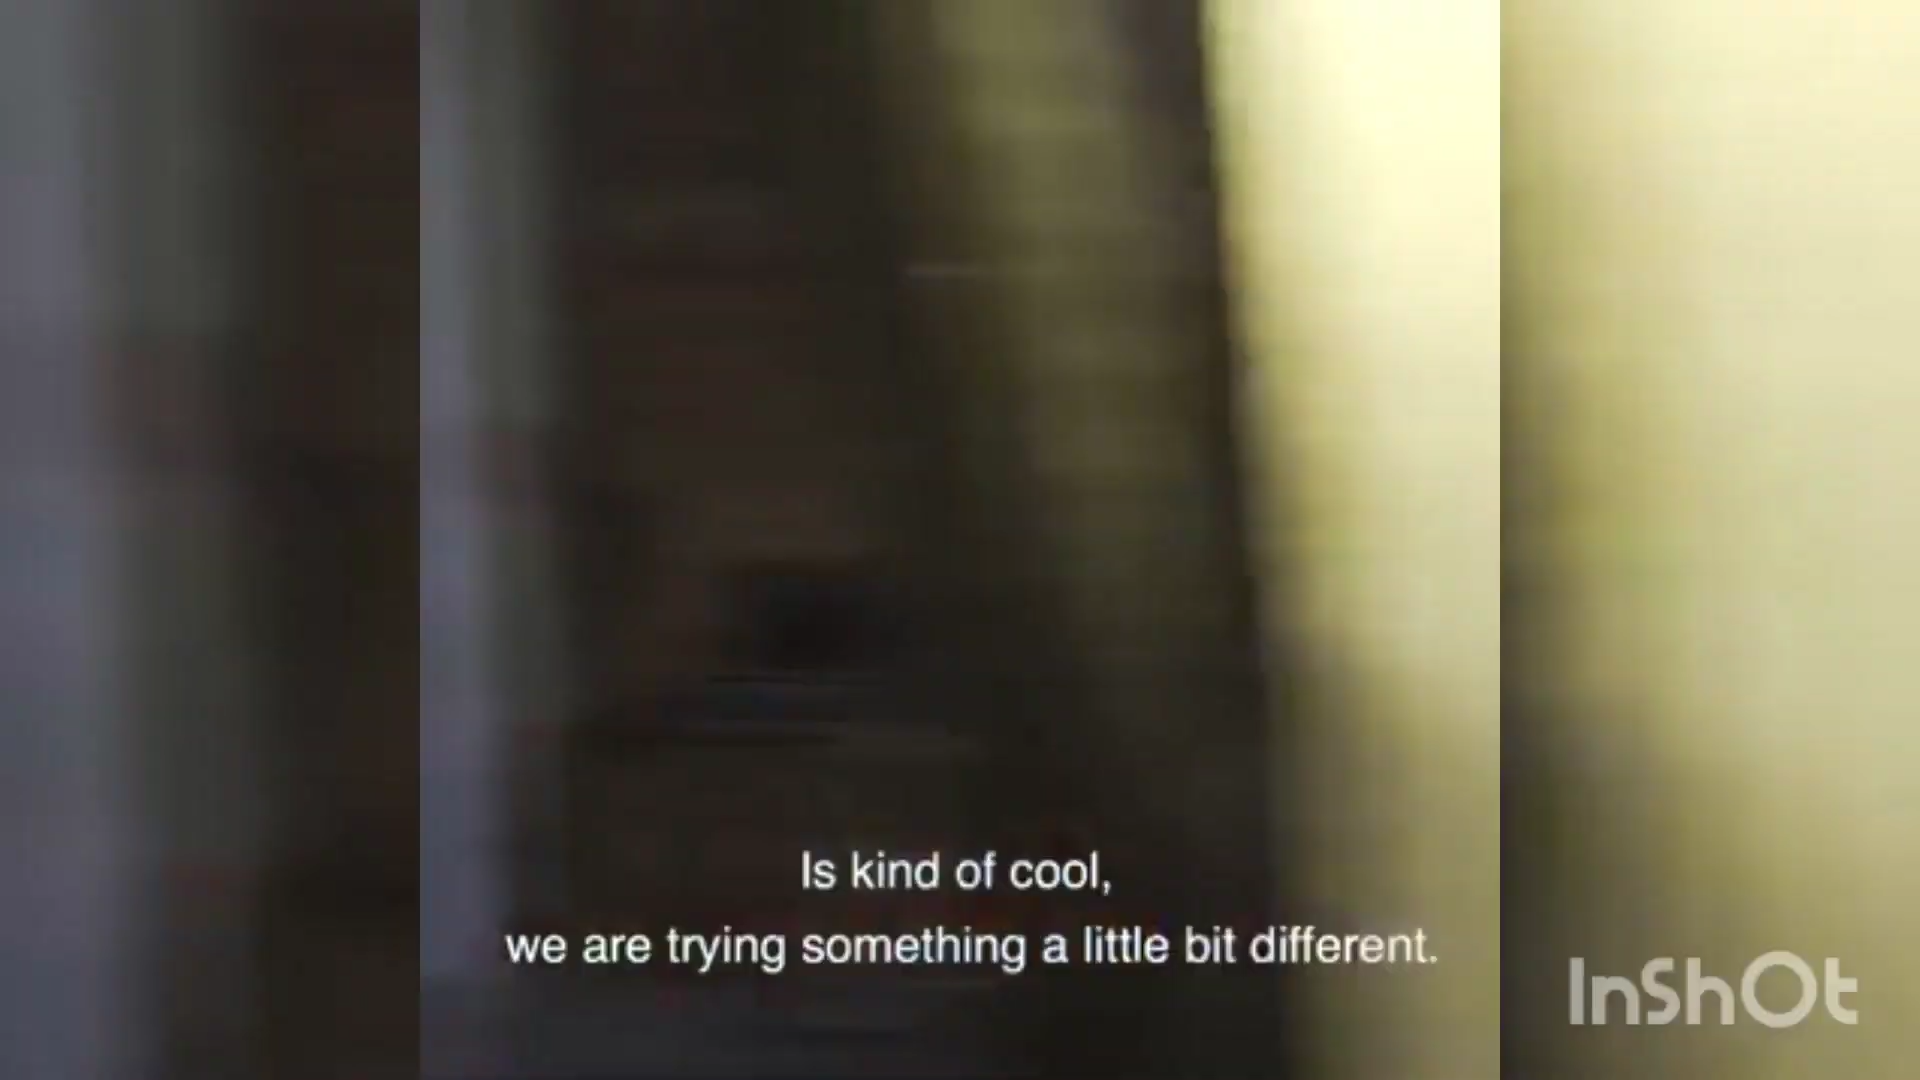 Is kind of cool,
we are trying something a little bit different.
InShOt